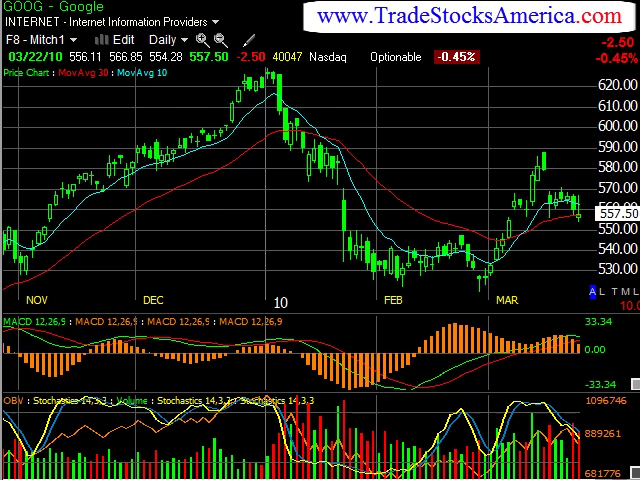 GOOG - Google
www.TradeStocksAmerica.com
INTERNET - Internet Information Providers
F8 - Mitch1 Edit Daily
-2.50
03/22/10 556.11 566.85 554.28 557.50 -2.50 40047 Nasdaq Optionable -0.45%
-0.45%
Price Chart : MovAvg 30 : MovAvg 10
620.00
610.00
600.00
590.00
580.00
570.00
560.00
557.50
550.00
540.00
530.00
A L T M L
NOV DEC 10 FEB MAR
10.0
MACD 12,26,9 : MACD 12,26,9 : MACD 12,26,9 : MACD 12,26,9
33.34
0.00
-33.34
OBV : Stochastics 14,3,3 : Volume : Stochastics 14,3,3 : Stochastics 14,3,3
1096746
889261
681776